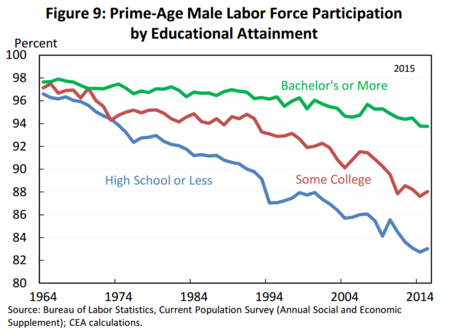 Figure 9: Prime-Age Male Labor Force Participation
by Educational Attainment
Percent
100
98
96
94
92
90
88
86
84
82
80
2015
Bachelor's or More
Some College
High School or Less
1964
1974
1984
1994
2004
2014
Source: Bureau of Labor Statistics, Current Population Survey (Annual Social and Economic
Supplement); CEA calculations.